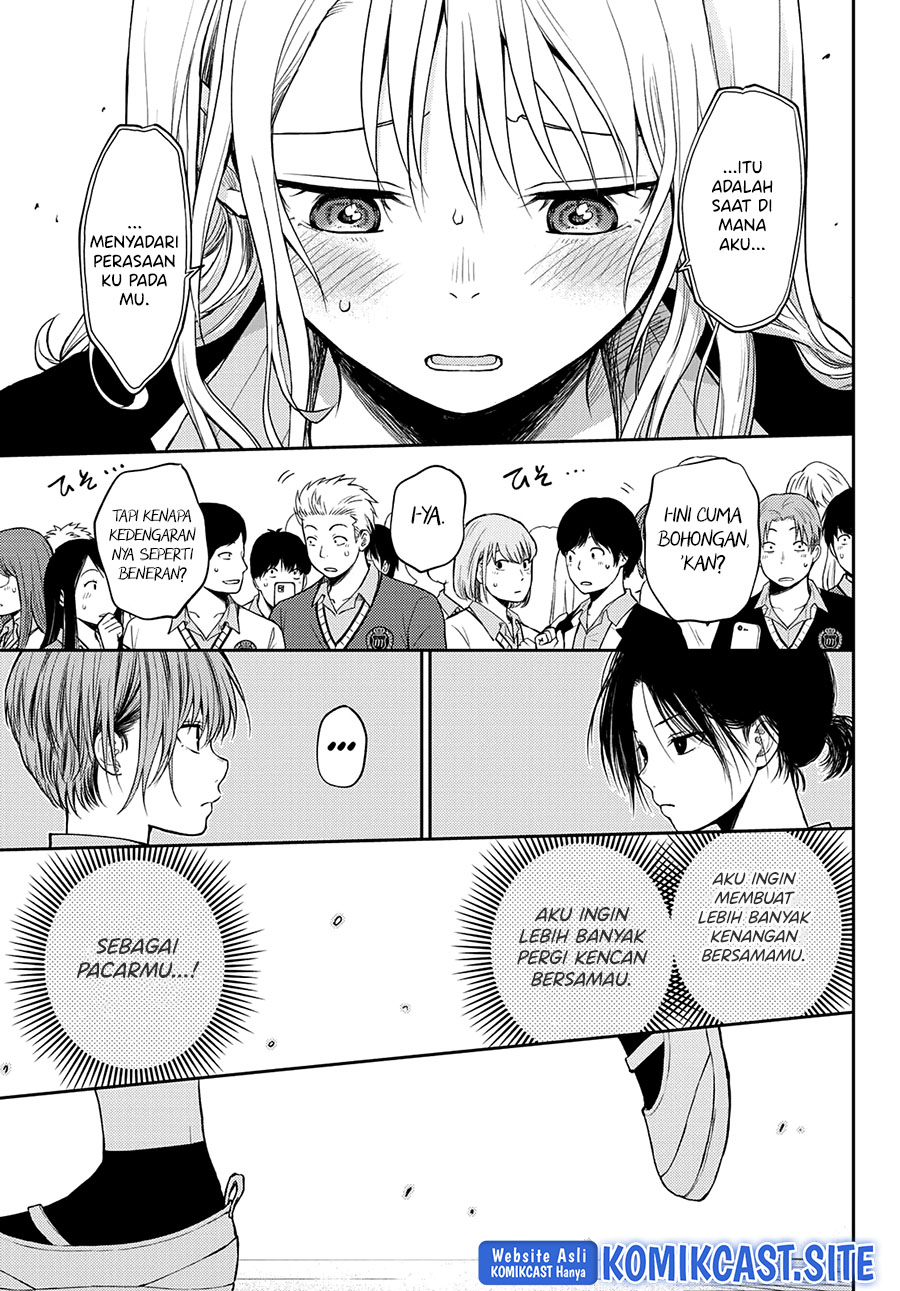 ...ITU
ADALAH
SAAT DI
MANA
AKU...
...
MENYADARI
PERASAAN
KU PADA
MU.
ひそ…
ひそ…
I-INI CUMA
BOHONGAN,
'KAN?
I-YA.
TAPI KENAPA
KEDENGARAN
NYA SEPERTI
BENERAN?
...
AKU INGIN
MEMBUAT
LEBIH BANYAK
KENANGAN
BERSAMAMU.
AKU INGIN
LEBIH BANYAK
PERGI KENCAN
BERSAMA.
SEBAGAI
PACARMU...!
Website Asli
KOMIKCAST Hanya
KOMIKCAST.SITE